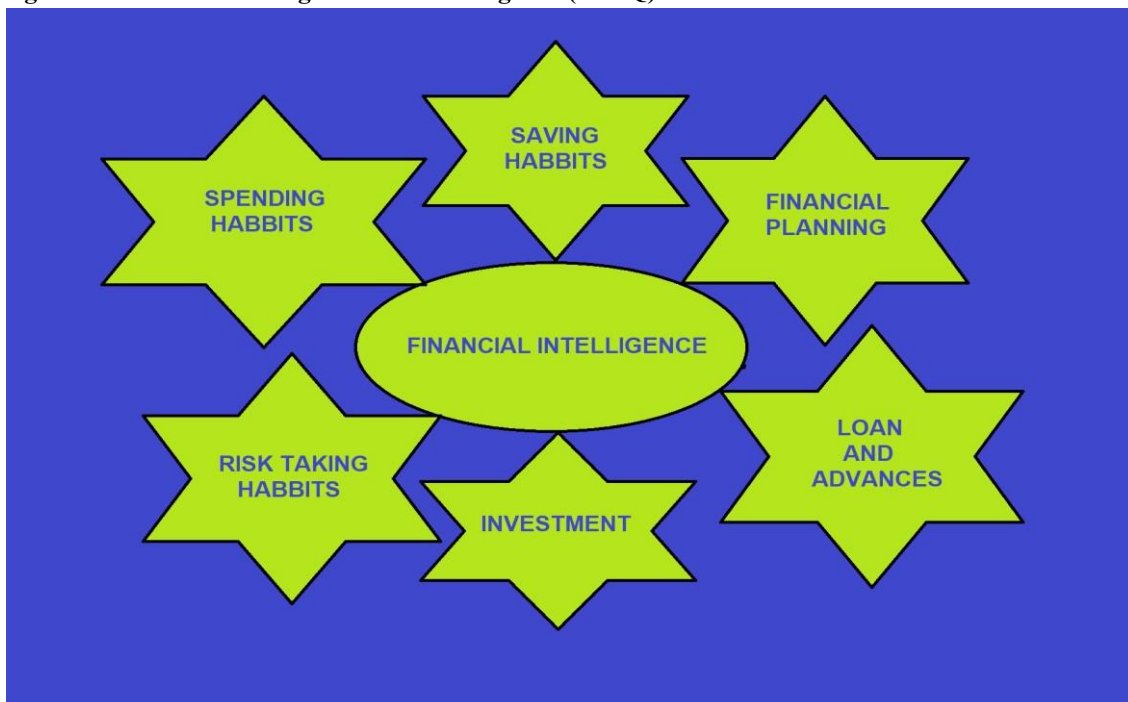 SAVING
HABBITS
SPENDING
HABBITS
FINANCIAL
PLANNING
FINANCIAL INTELLIGENCE
LOAN
AND
ADVANCES
RISK TAKING
HABBITS
INVESTMENT